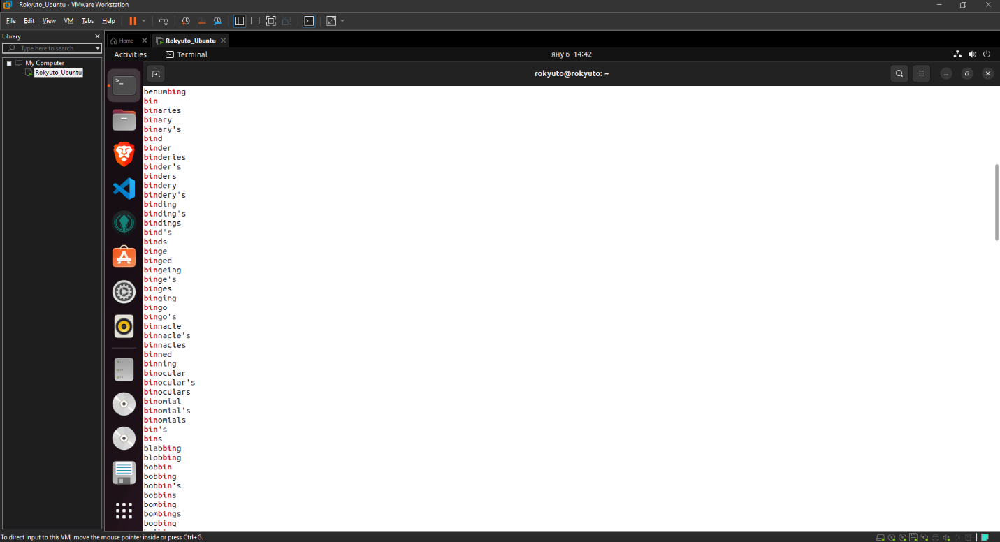 Rokyuto_Ubuntu - VMware Workstation
File Edit View VM Tabs Help
Library
Type here to search
My Computer
Rokyuto_Ubuntu
Home
Rokyuto_Ubuntu
Activities
Terminal
яну 6 14:42
rokyuto@rokyuto: ~
benumbing
bin
binaries
binary
binary's
bind
binder
binderies
binder's
binders
bindery
bindery's
binding
binding's
bindings
bind's
binds
binge
binged
bingeing
binge's
binges
binging
bingo
bingo's
binnacle
binnacle's
binnacles
binned
binning
binocular
binocular's
binoculars
binomial
binomial's
binomials
bin's
bins
blabbing
blobbing
bobbin
bobbing
bobbin's
bobbins
bombing
bombings
boobing
To direct input to this VM, move the mouse pointer inside or press Ctrl+G.